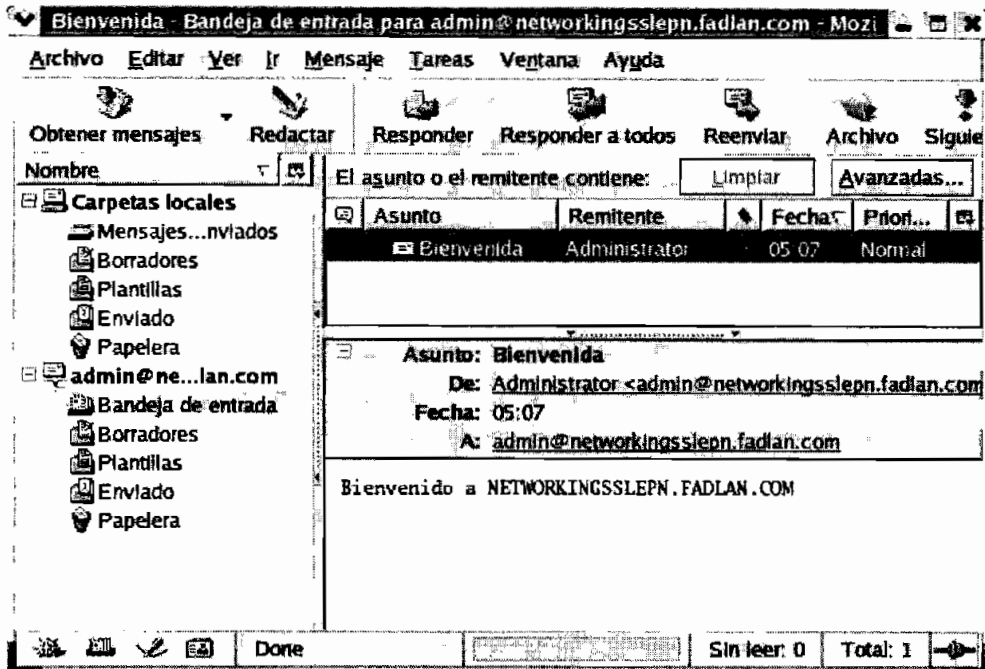 Bienvenida - Bandeja de entrada para admin@networkingsslepn.fadlan.com - Mozi
Archivo Editar Ver Ir Mensaje Tareas Ventana Ayuda
Obtener mensajes Redactar Responder Responder a todos Reenviar Archivo Siguie
Nombre
El asunto o el remitente contiene: Limpiar Avanzadas...
Asunto Remitente Fecha Priori...
Bienvenida Administrator 05:07 Normal
Carpetas locales
Mensajes...nviados
Borradores
Plantillas
Enviado
Papelera
admin@ne...lan.com
Bandeja de entrada
Borradores
Plantillas
Enviado
Papelera
Asunto: Bienvenida
De: Administrator <admin@networkingsslepn.fadlan.com
Fecha: 05:07
A: admin@networkingsslepn.fadlan.com
Bienvenido a NETWORKINGSSLEPN.FADLAN.COM
Done Sin leer: 0 Total: 1